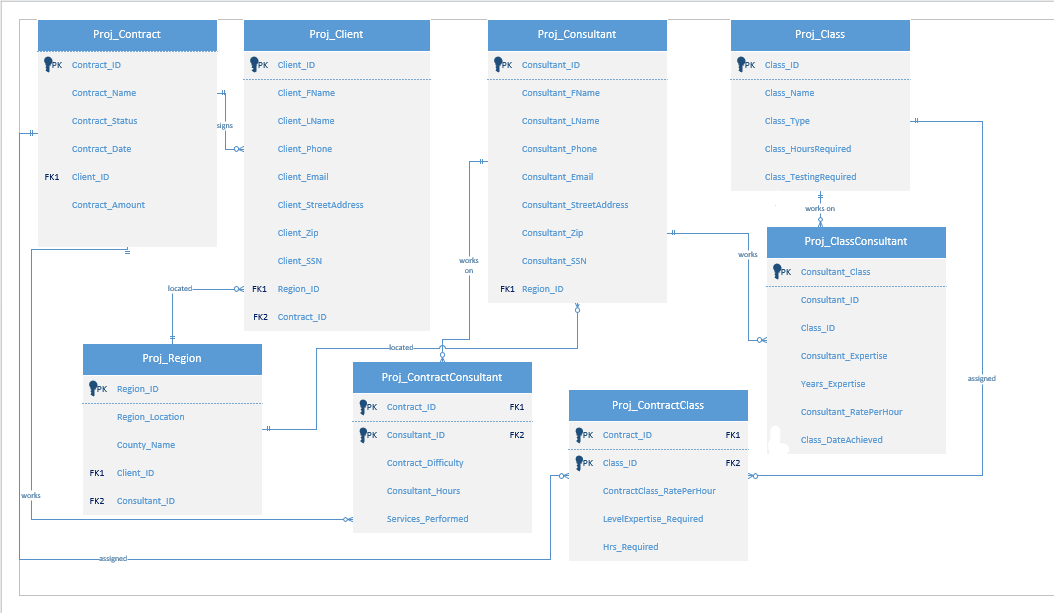 Proj_Contract
PK Contract_ID
Contract_Name
Contract_Status
Contract_Date
FK1 Client_ID
Contract_Amount
Proj_Client
PK Client_ID
Client_FName
Client_LName
Client_Phone
Client_Email
Client_StreetAddress
Client_Zip
Client_SSN
FK1 Region_ID
FK2 Contract_ID
Proj_Consultant
PK Consultant_ID
Consultant_FName
Consultant_LName
Consultant_Phone
Consultant_Email
Consultant_StreetAddress
Consultant_Zip
Consultant_SSN
FK1 Region_ID
Proj_Class
PK Class_ID
Class_Name
Class_Type
Class_HoursRequired
Class_TestingRequired
signs
works on
works
on
works
located
located
Proj_ClassConsultant
PK Consultant_Class
Consultant_ID
Class_ID
Consultant_Expertise
Years_Expertise
Consultant_RatePerHour
Class_DateAchieved
Proj_Region
PK Region_ID
Region_Location
County_Name
FK1 Client_ID
FK2 Consultant_ID
Proj_ContractConsultant
PK Contract_ID FK1
PK Consultant_ID FK2
Contract_Difficulty
Consultant_Hours
Services_Performed
Proj_ContractClass
PK Contract_ID FK1
PK Class_ID FK2
ContractClass_RatePerHour
LevelExpertise_Required
Hrs_Required
assigned
works
assigned